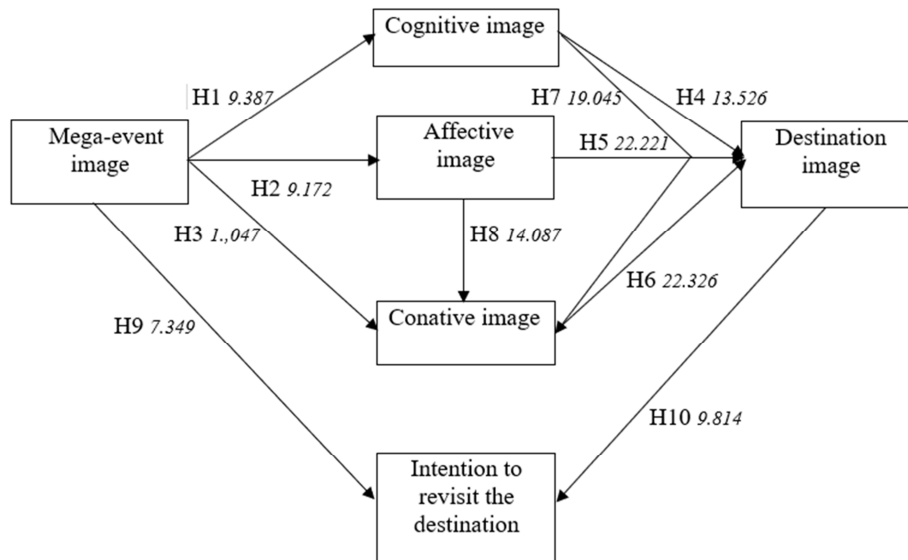 Cognitive image
H1 9.387
H7 19.045
H4 13.526
Mega-event
image
Affective
image
Destination
image
H5 22.221
H2 9.172
H3 1.,047
H8 14.087
H6 22.326
Conative image
H9 7.349
H10 9.814
Intention to
revisit the
destination